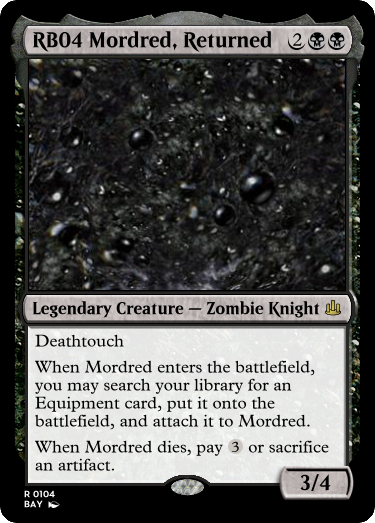 RB04 Mordred, Returned 2
Legendary Creature — Zombie Knight
Deathtouch
When Mordred enters the battlefield,
you may search your library for an
Equipment card, put it onto the
battlefield, and attach it to Mordred.
When Mordred dies, pay 3 or sacrifice
an artifact.
3/4
R 0104
BAY